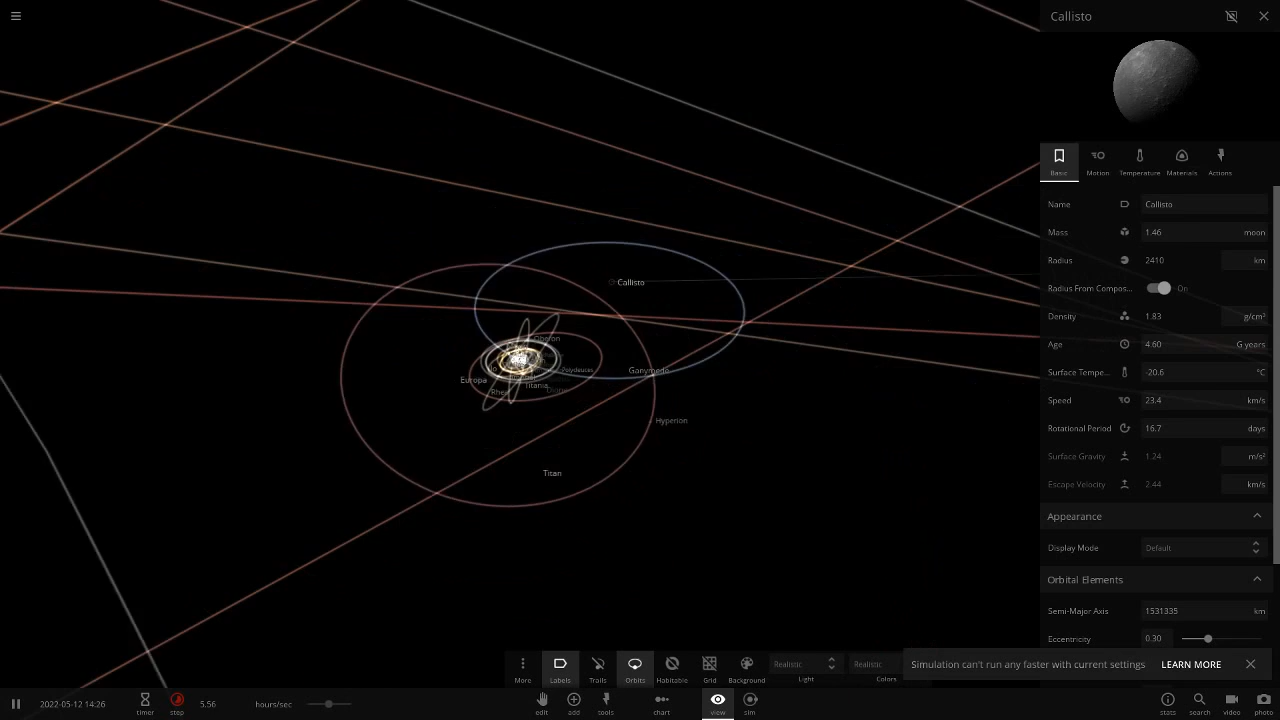 Callisto
Basic
Motion
Temperature
Materials
Actions
Name
Callisto
Mass
1.46
moon
Radius
2410
km
Radius From Compos...
On
Density
1.83
g/cm³
Age
4.60
G years
Surface Tempe...
-20.6
°C
Speed
23.4
km/s
Rotational Period
16.7
days
Surface Gravity
1.24
m/s²
Escape Velocity
2.44
km/s
Appearance
Display Mode
Default
Orbital Elements
Semi-Major Axis
1531335
km
Eccentricity
0.30
Callisto
Oberon
Polydeuces
Ganymede
Europa
Titania
Rhea
Dione
Hyperion
Titan
More
Labels
Trails
Orbits
Habitable
Grid
Background
Realistic
Light
Realistic
Colors
Simulation can't run any faster with current settings
LEARN MORE
2022-05-12 14:26
timer
step
5.56
hours/sec
edit
add
tools
chart
view
sim
stats
search
video
photo